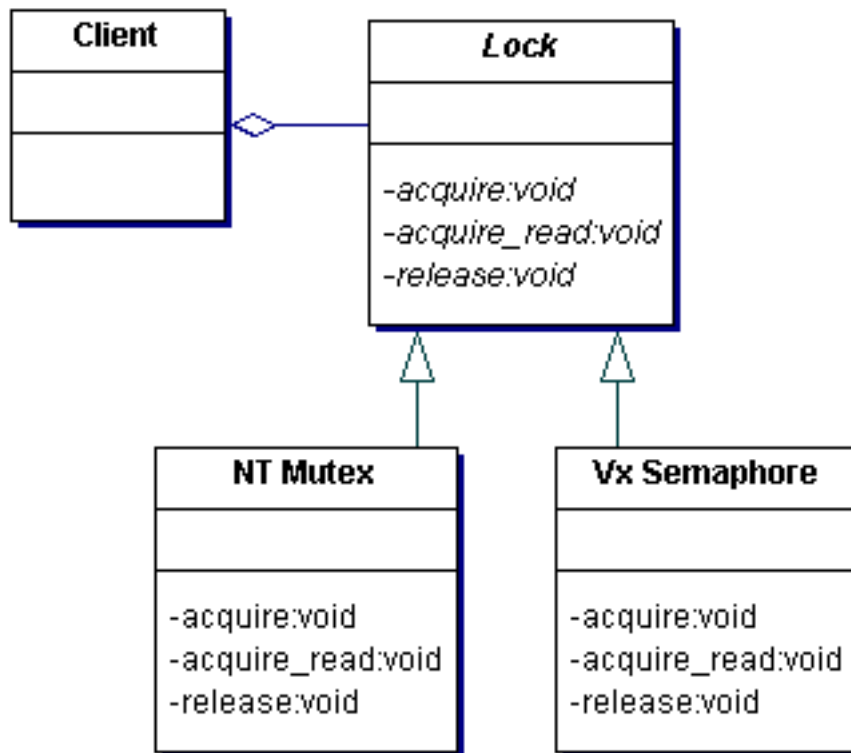 Client
Lock
-acquire:void
-acquire_read:void
-release:void
NT Mutex
-acquire:void
-acquire_read:void
-release:void
Vx Semaphore
-acquire:void
-acquire_read:void
-release:void